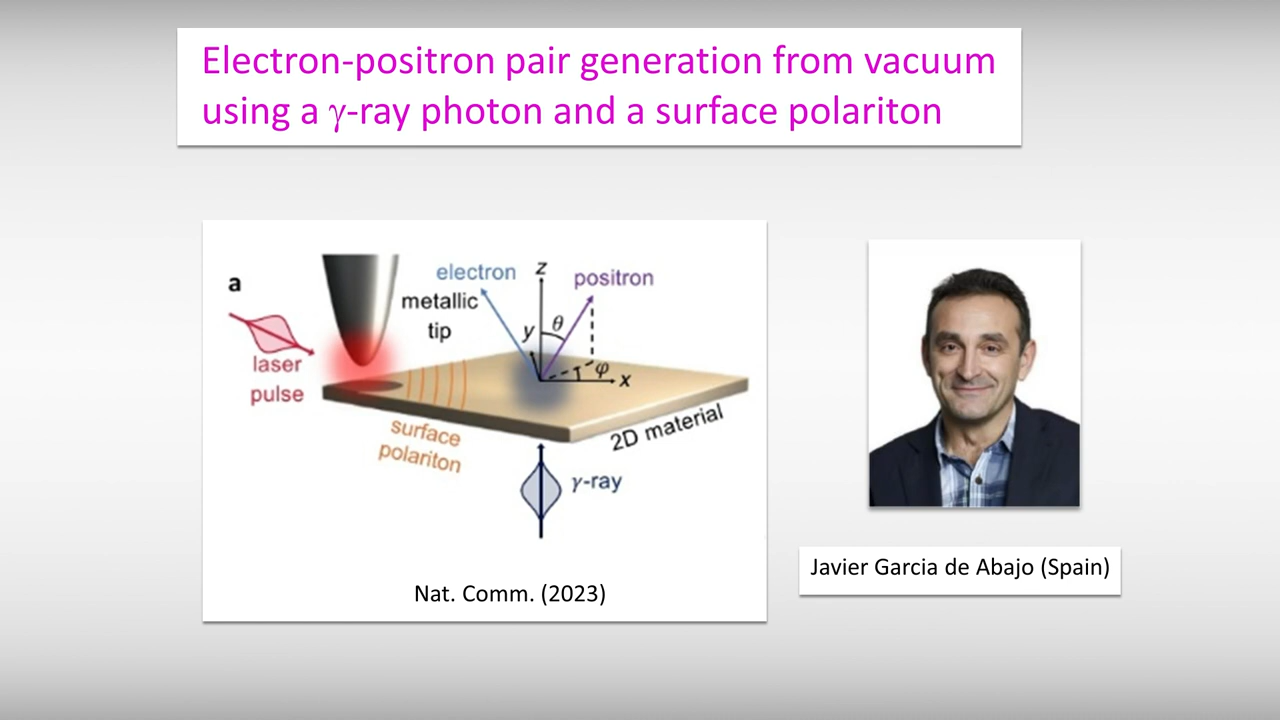 Electron-positron pair generation from vacuum
using a γ-ray photon and a surface polariton
a
electron
z
positron
metallic
tip
y
θ
laser
pulse
φ
x
surface
polariton
2D material
γ-ray
Nat. Comm. (2023)
Javier Garcia de Abajo (Spain)